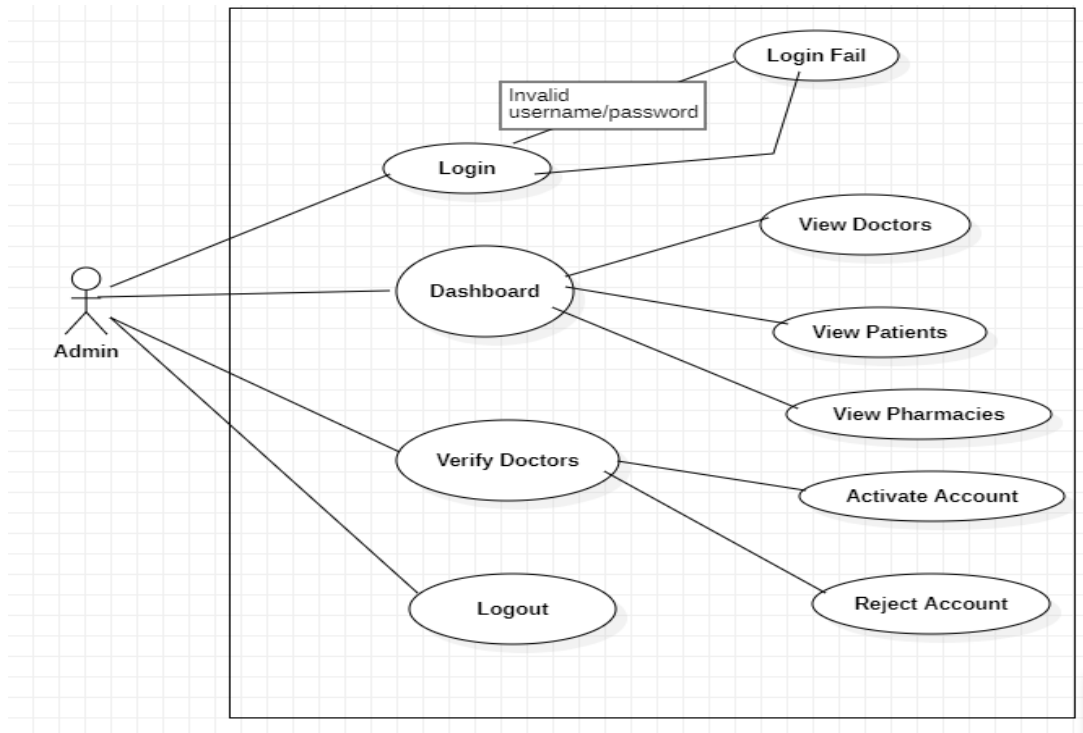 Login Fail
Invalid
username/password
Login
View Doctors
Dashboard
View Patients
Admin
View Pharmacies
Verify Doctors
Activate Account
Logout
Reject Account